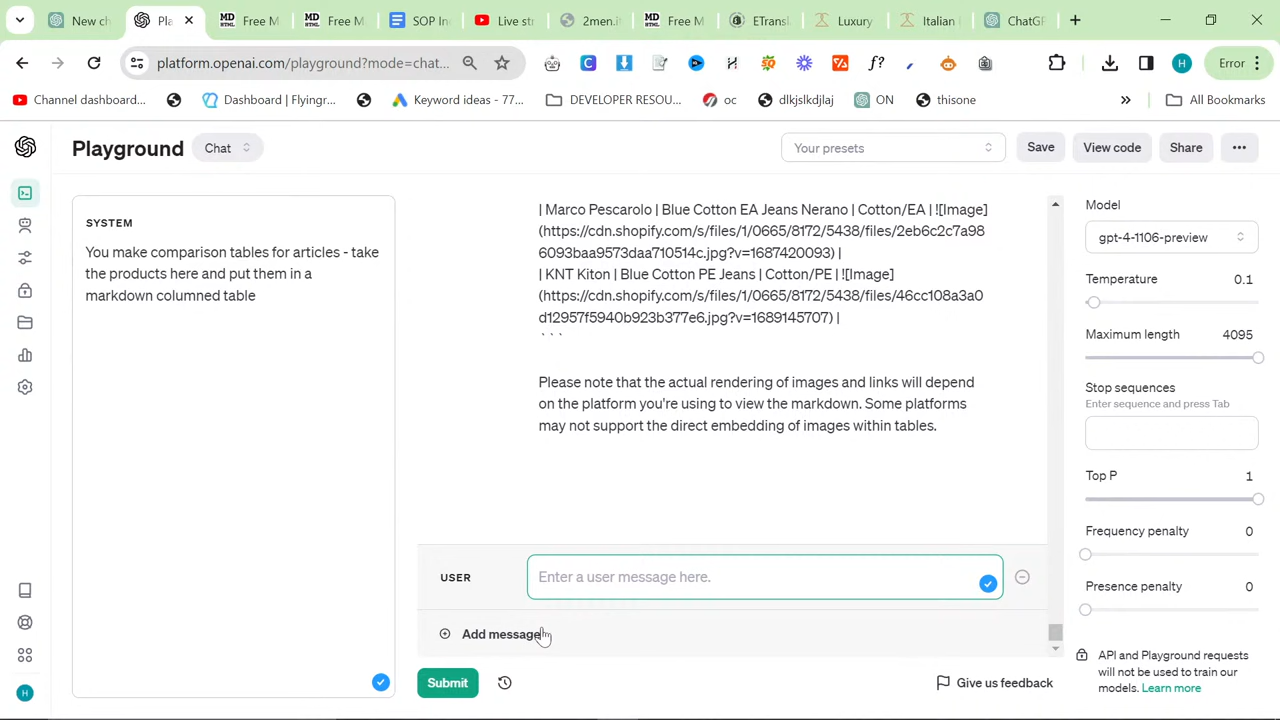 New ch
Pla
Free M
Free M
SOP In
Live st
2men.it
Free M
ETransl
Luxury
Italian
ChatGP
platform.openai.com/playground?mode=chat...
Error
Channel dashboard...
Dashboard | Flyingr...
Keyword ideas - 77...
DEVELOPER RESOU...
oc
dlkjslkdjlaj
ON
thisone
All Bookmarks
Playground
Chat
Your presets
Save
View code
Share
SYSTEM
You make comparison tables for articles - take
the products here and put them in a
markdown columned table
| Marco Pescarolo | Blue Cotton EA Jeans Nerano | Cotton/EA | ![Image]
(https://cdn.shopify.com/s/files/1/0665/8172/5438/files/2eb6c2c7a98
6093baa9573daa710514c.jpg?v=1687420093) |
| KNT Kiton | Blue Cotton PE Jeans | Cotton/PE | ![Image]
(https://cdn.shopify.com/s/files/1/0665/8172/5438/files/46cc108a3a0
d12957f5940b923b377e6.jpg?v=1689145707) |
```
Please note that the actual rendering of images and links will depend
on the platform you're using to view the markdown. Some platforms
may not support the direct embedding of images within tables.
USER
Enter a user message here.
Add message
Submit
Give us feedback
Model
gpt-4-1106-preview
Temperature 0.1
Maximum length 4095
Stop sequences
Enter sequence and press Tab
Top P 1
Frequency penalty 0
Presence penalty 0
API and Playground requests
will not be used to train our
models. Learn more